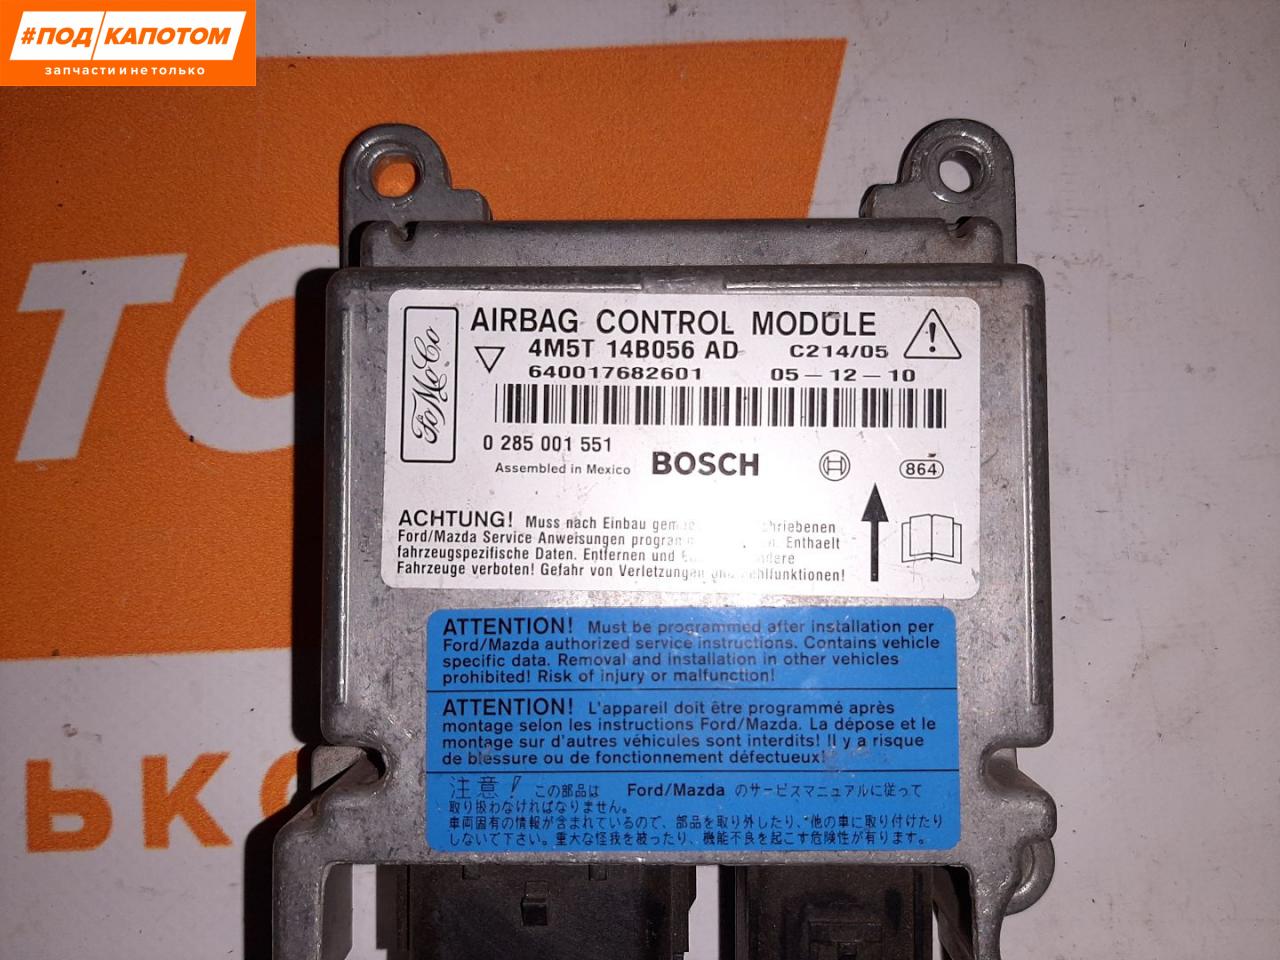 #ПОД/КАПОТОМ
запчасти и не только
ТО
ЬКО
FoMoCo
AIRBAG CONTROL MODULE
4M5T 14B056 AD C214/05
640017682601 05-12-10
0 285 001 551
Assembled in Mexico BOSCH 864
ACHTUNG! Muss nach Einbau
Ford/Mazda Service Anweisungen Enthaelt
fahrzeugspezifische Daten. Entfernen und
Fahrzeuge verboten! Gefahr von Verletzungen
ATTENTION! Must be programmed after installation per
Ford/Mazda authorized service instructions. Contains vehicle
specific data. Removal and installation in other vehicles
prohibited! Risk of injury or malfunction!
ATTENTION! L'appareil doit être programmé après
montage selon les instructions Ford/Mazda. La dépose et le
montage sur d'autres véhicules sont interdits! Il y a risque
de blessure ou de fonctionnement défectueux!
注意! この部品は Ford/Mazda のサービスマニュアルに従って
取り扱わなければなりません。
車両固有の情報が含まれているので、部品を取り外したり、他の車に取り付けたり
しないで下さい。重大な怪我を被ったり、機能不良を起こす危険性が有ります。